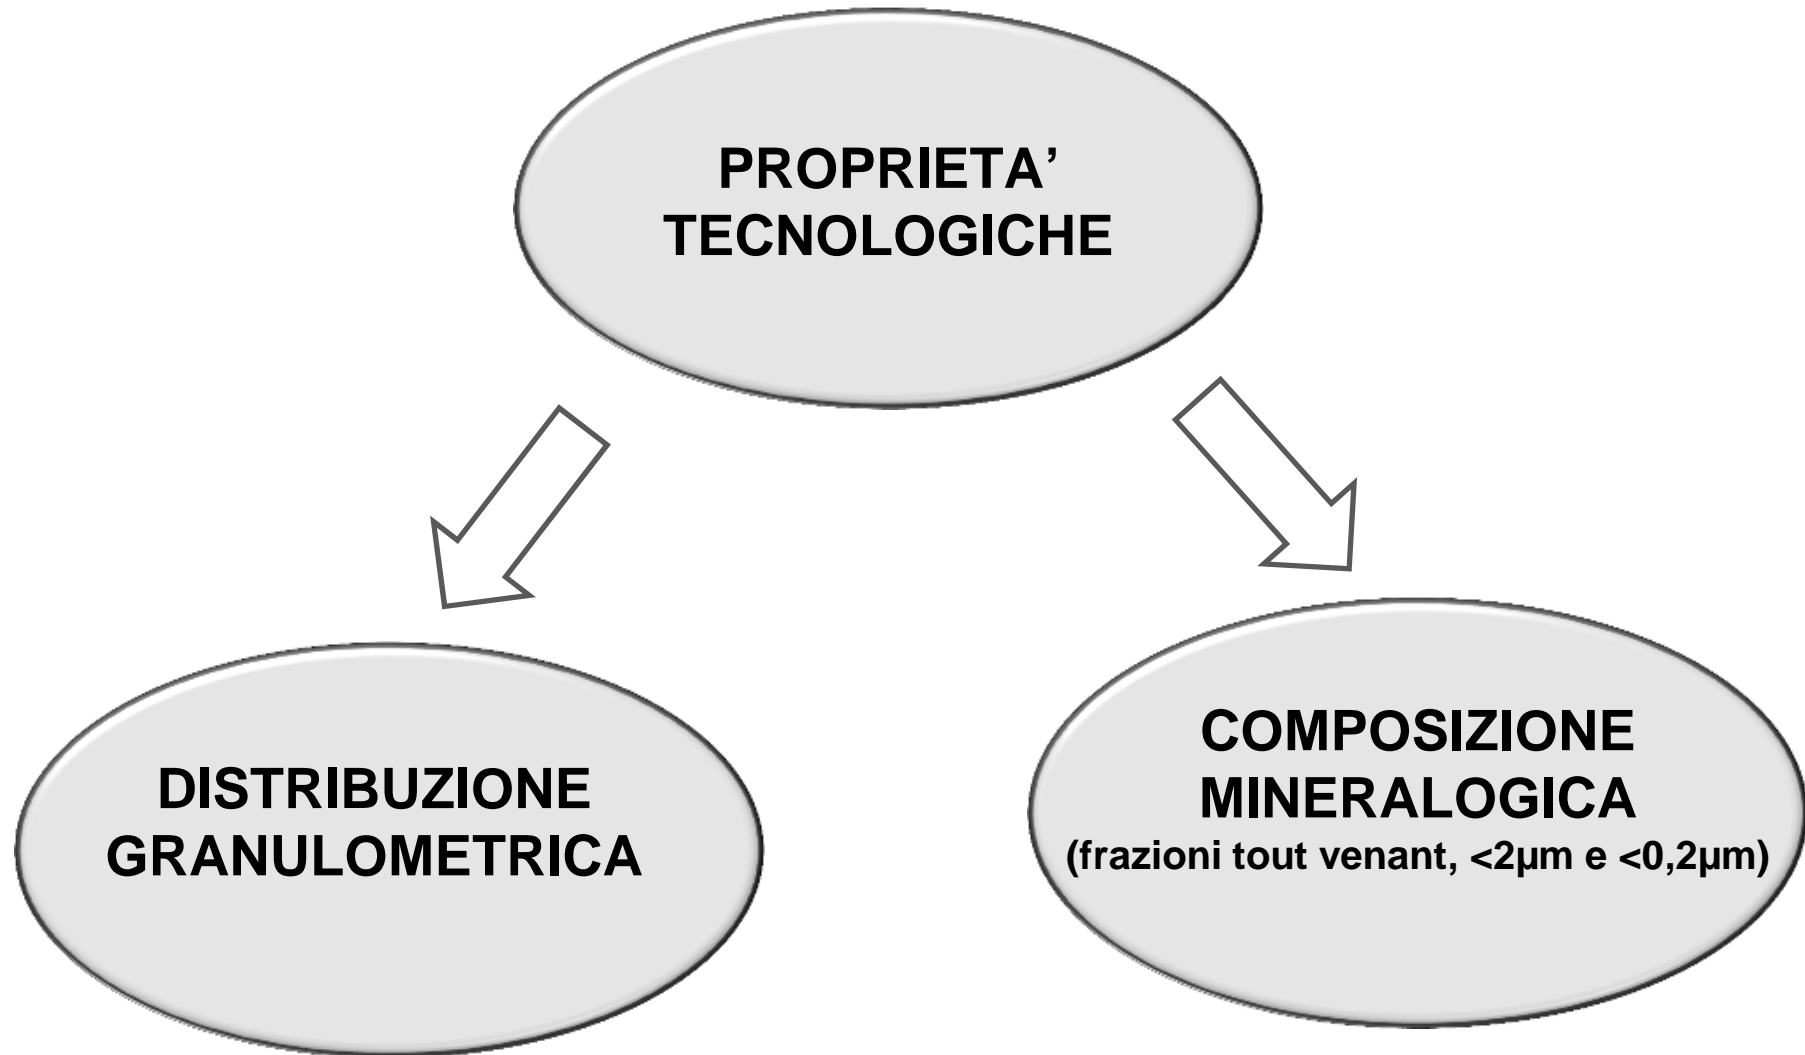 PROPRIETA’
TECNOLOGICHE
DISTRIBUZIONE
GRANULOMETRICA
COMPOSIZIONE
MINERALOGICA
(frazioni tout venant, <2µm e <0,2µm)